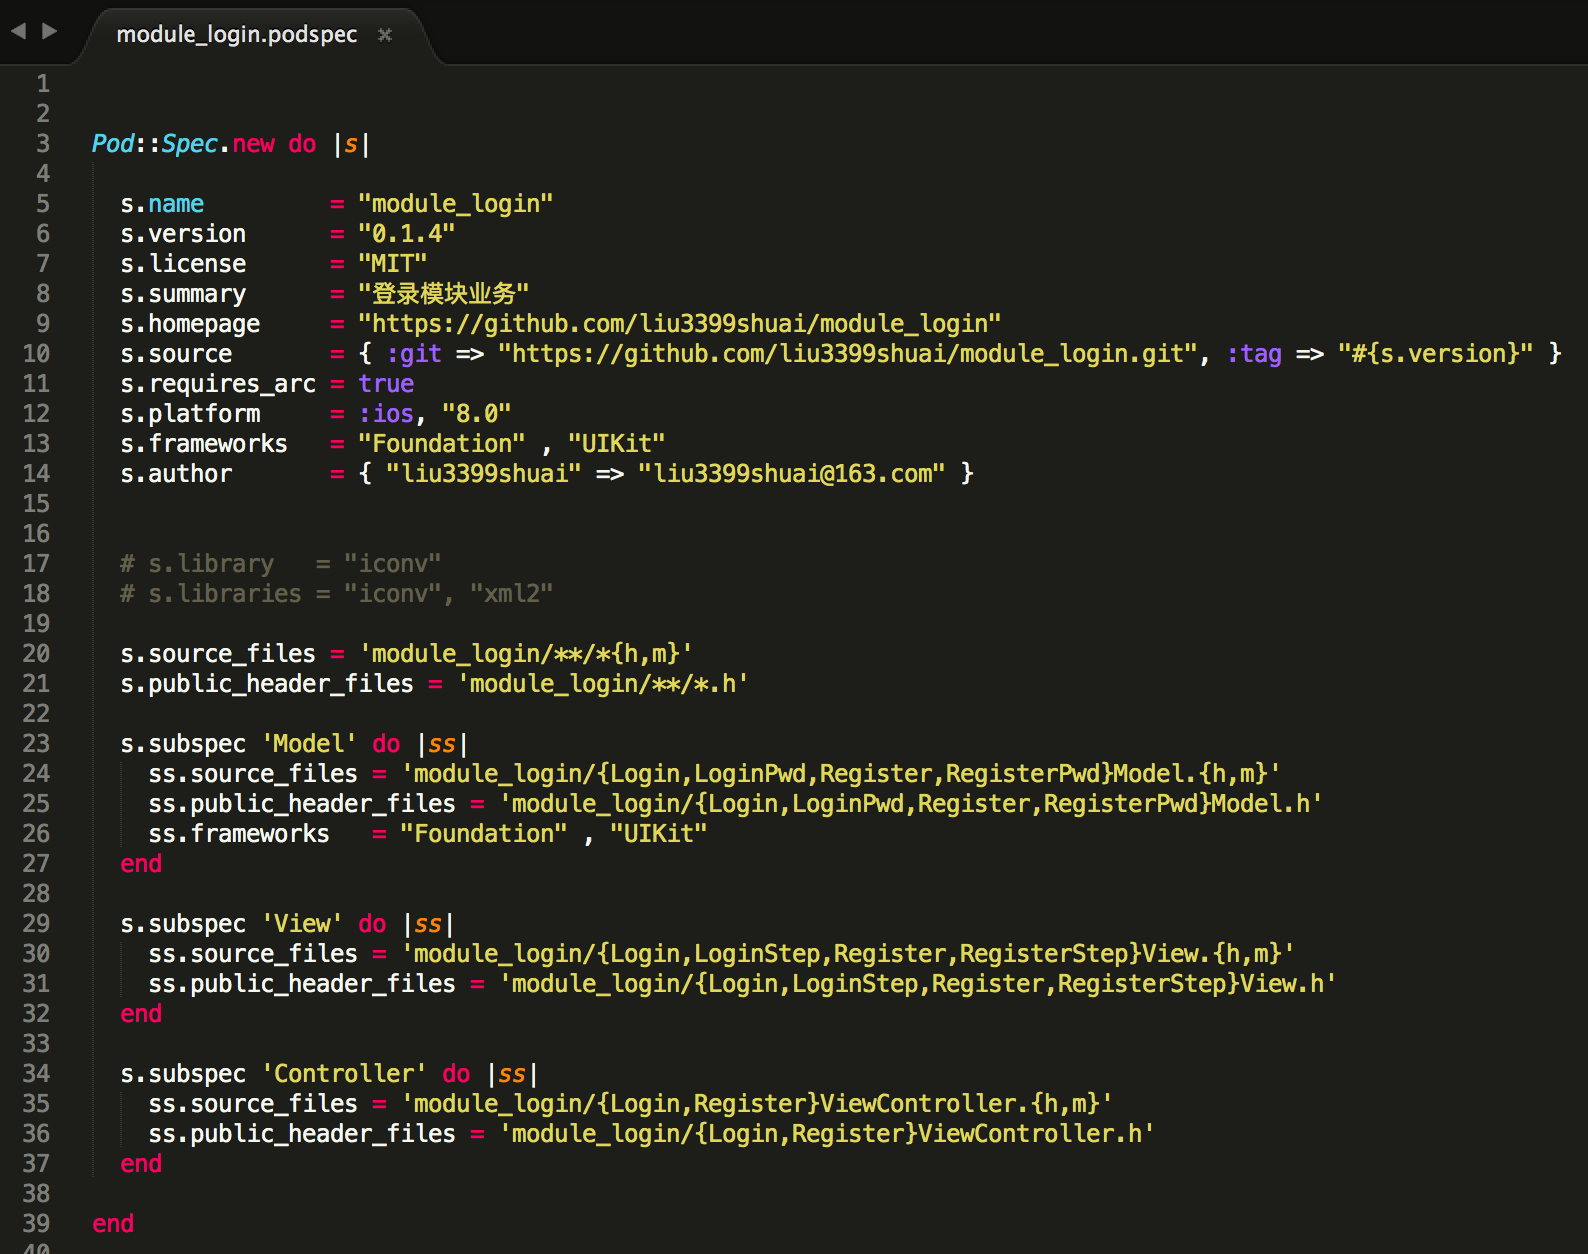 module_login.podspec
1
2
3 Pod::Spec.new do |s|
4
5 s.name = "module_login"
6 s.version = "0.1.4"
7 s.license = "MIT"
8 s.summary = "登录模块业务"
9 s.homepage = "https://github.com/liu3399shuai/module_login"
10 s.source = { :git => "https://github.com/liu3399shuai/module_login.git", :tag => "#{s.version}" }
11 s.requires_arc = true
12 s.platform = :ios, "8.0"
13 s.frameworks = "Foundation" , "UIKit"
14 s.author = { "liu3399shuai" => "liu3399shuai@163.com" }
15
16
17 # s.library = "iconv"
18 # s.libraries = "iconv", "xml2"
19
20 s.source_files = 'module_login/**/*{h,m}'
21 s.public_header_files = 'module_login/**/*.h'
22
23 s.subspec 'Model' do |ss|
24 ss.source_files = 'module_login/{Login,LoginPwd,Register,RegisterPwd}Model.{h,m}'
25 ss.public_header_files = 'module_login/{Login,LoginPwd,Register,RegisterPwd}Model.h'
26 ss.frameworks = "Foundation" , "UIKit"
27 end
28
29 s.subspec 'View' do |ss|
30 ss.source_files = 'module_login/{Login,LoginStep,Register,RegisterStep}View.{h,m}'
31 ss.public_header_files = 'module_login/{Login,LoginStep,Register,RegisterStep}View.h'
32 end
33
34 s.subspec 'Controller' do |ss|
35 ss.source_files = 'module_login/{Login,Register}ViewController.{h,m}'
36 ss.public_header_files = 'module_login/{Login,Register}ViewController.h'
37 end
38
39 end
40